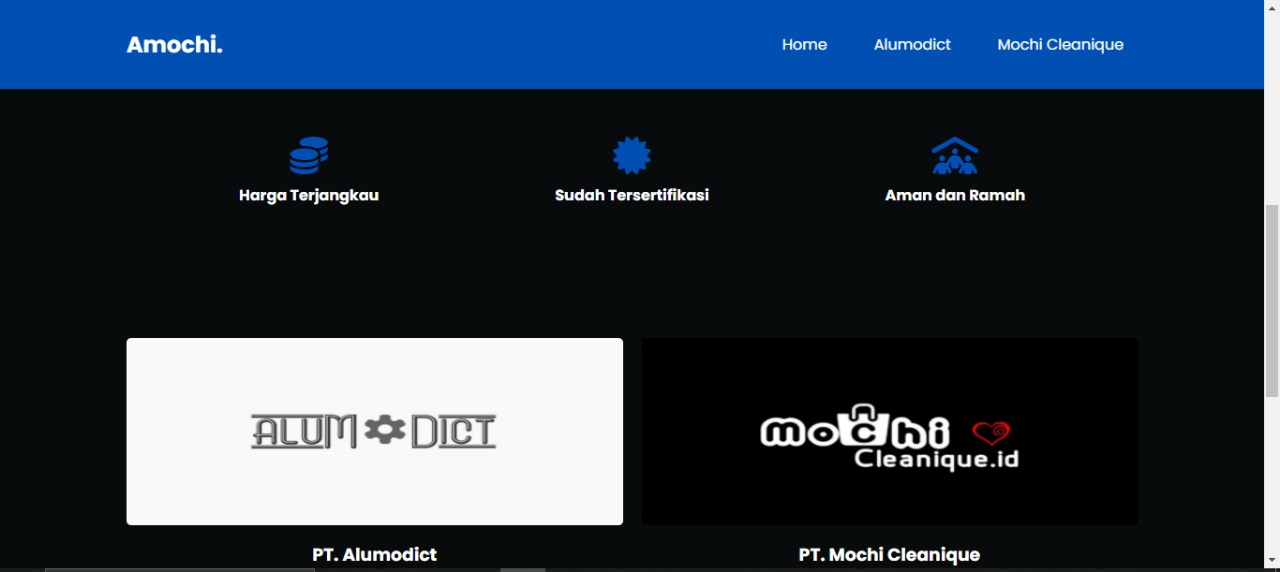 Amochi.
Home Alumodict Mochi Cleanique
Harga Terjangkau
Sudah Tersertifikasi
Aman dan Ramah
ALUM DICT
mochi
Cleanique.id
PT. Alumodict
PT. Mochi Cleanique